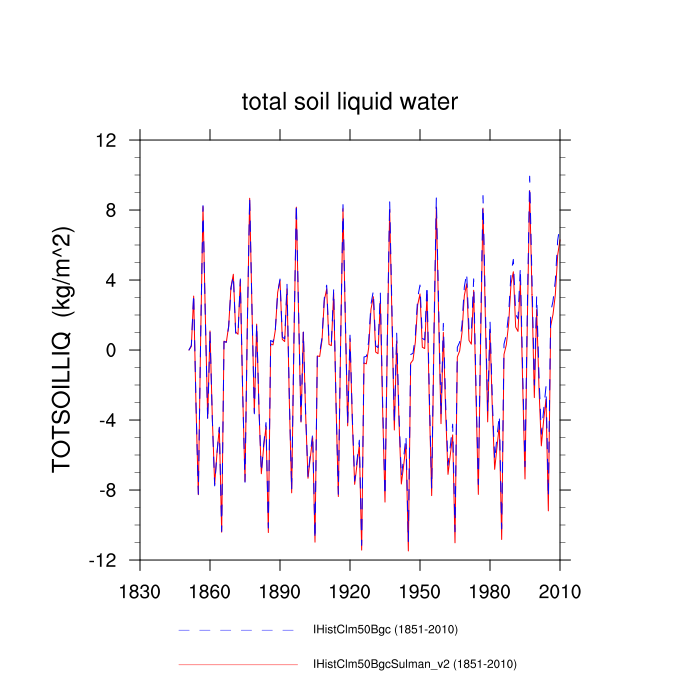 total soil liquid water
TOTSOILLIQ (kg/m^2)
12
8
4
0
-4
-8
-12
1830 1860 1890 1920 1950 1980 2010
IHistClm50Bgc (1851-2010)
IHistClm50BgcSulman_v2 (1851-2010)